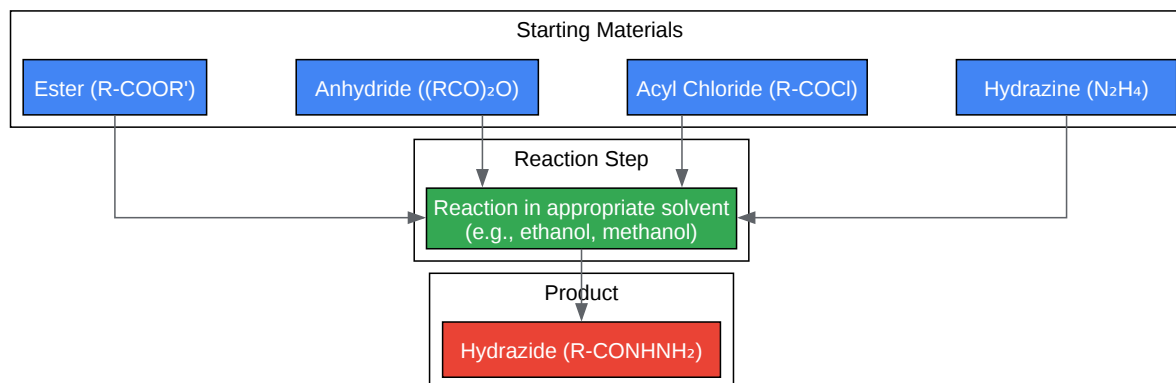 Starting Materials
Ester (R-COOR')
Anhydride ((RCO)₂O)
Acyl Chloride (R-COCl)
Hydrazine (N₂H₄)
Reaction Step
Reaction in appropriate solvent
(e.g., ethanol, methanol)
Product
Hydrazide (R-CONHNH₂)